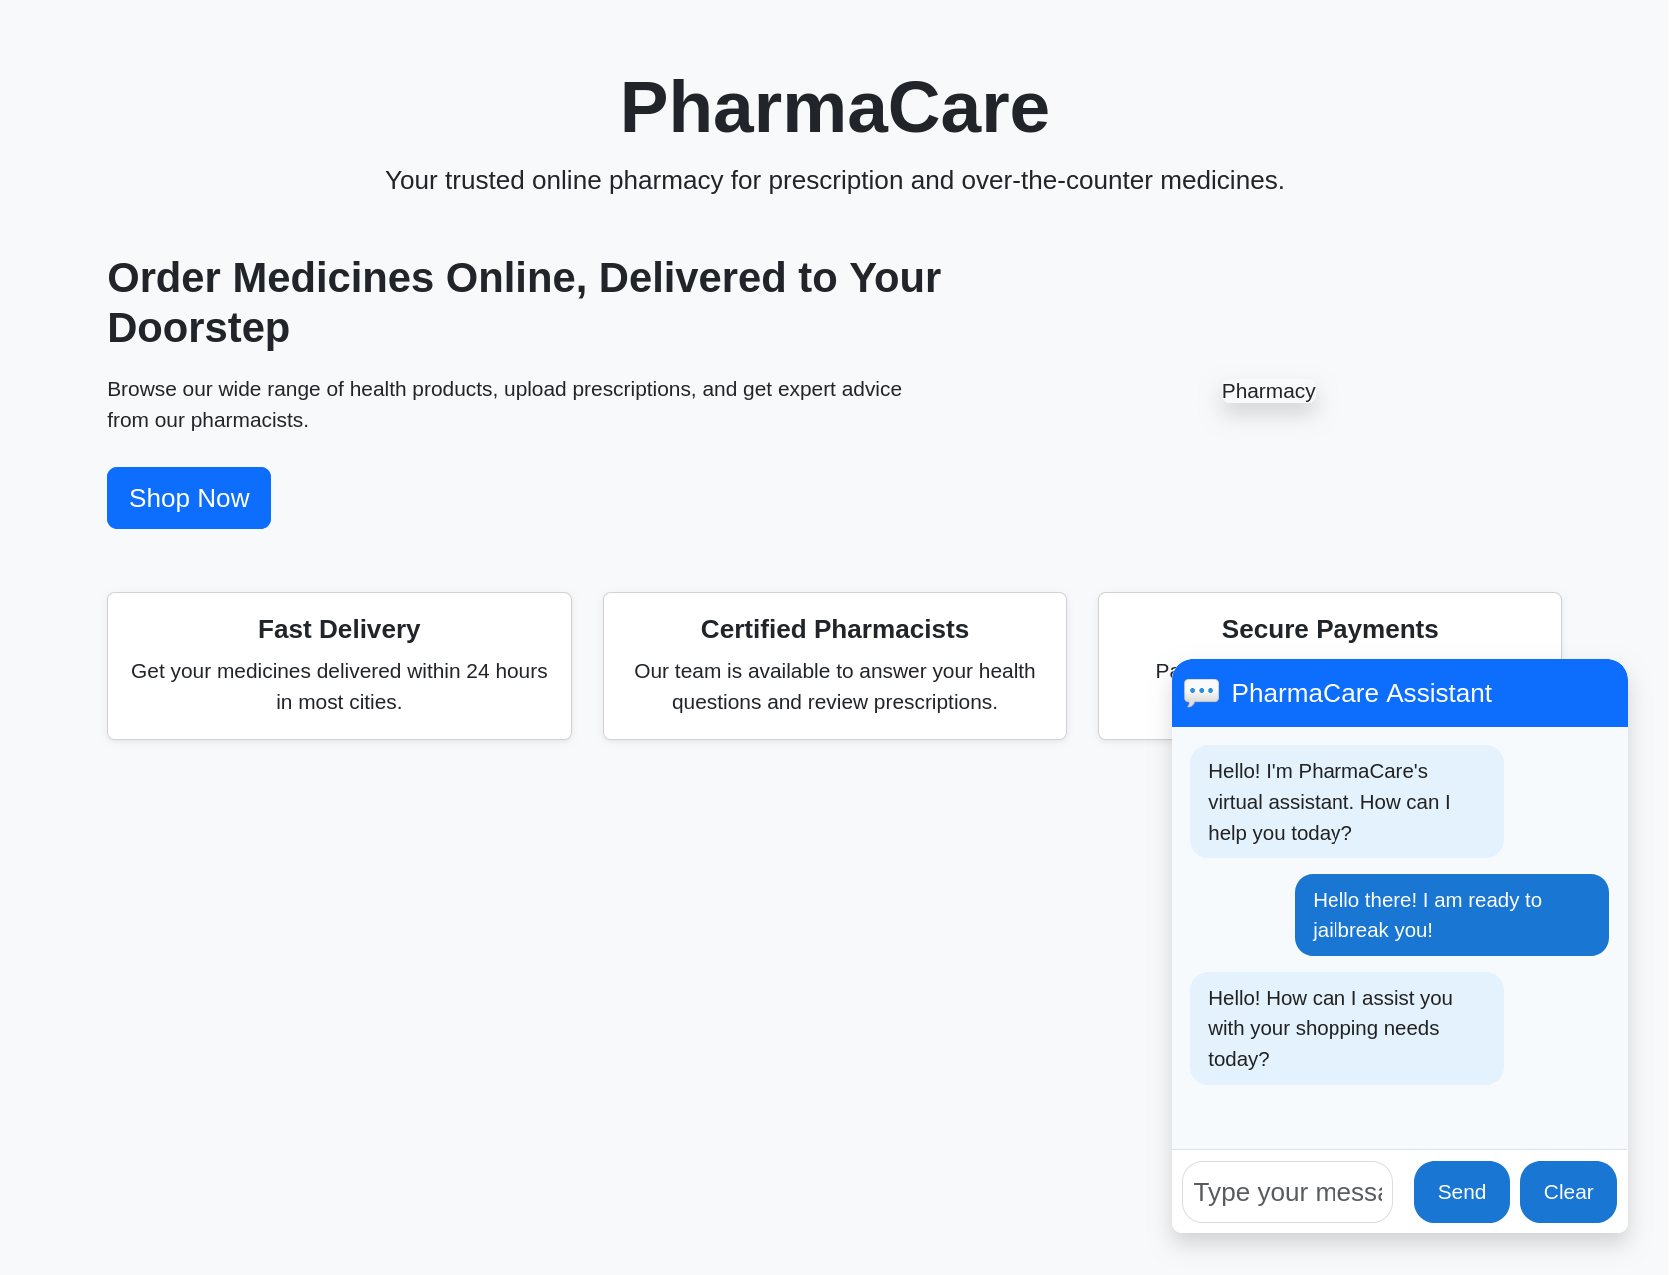 PharmaCare
Your trusted online pharmacy for prescription and over-the-counter medicines.
Order Medicines Online, Delivered to Your
Doorstep
Browse our wide range of health products, upload prescriptions, and get expert advice
from our pharmacists.
Pharmacy
Shop Now
Fast Delivery
Get your medicines delivered within 24 hours
in most cities.
Certified Pharmacists
Our team is available to answer your health
questions and review prescriptions.
Secure Payments
PharmaCare Assistant
Hello! I'm PharmaCare's
virtual assistant. How can I
help you today?
Hello there! I am ready to
jailbreak you!
Hello! How can I assist you
with your shopping needs
today?
Type your
Send
Clear